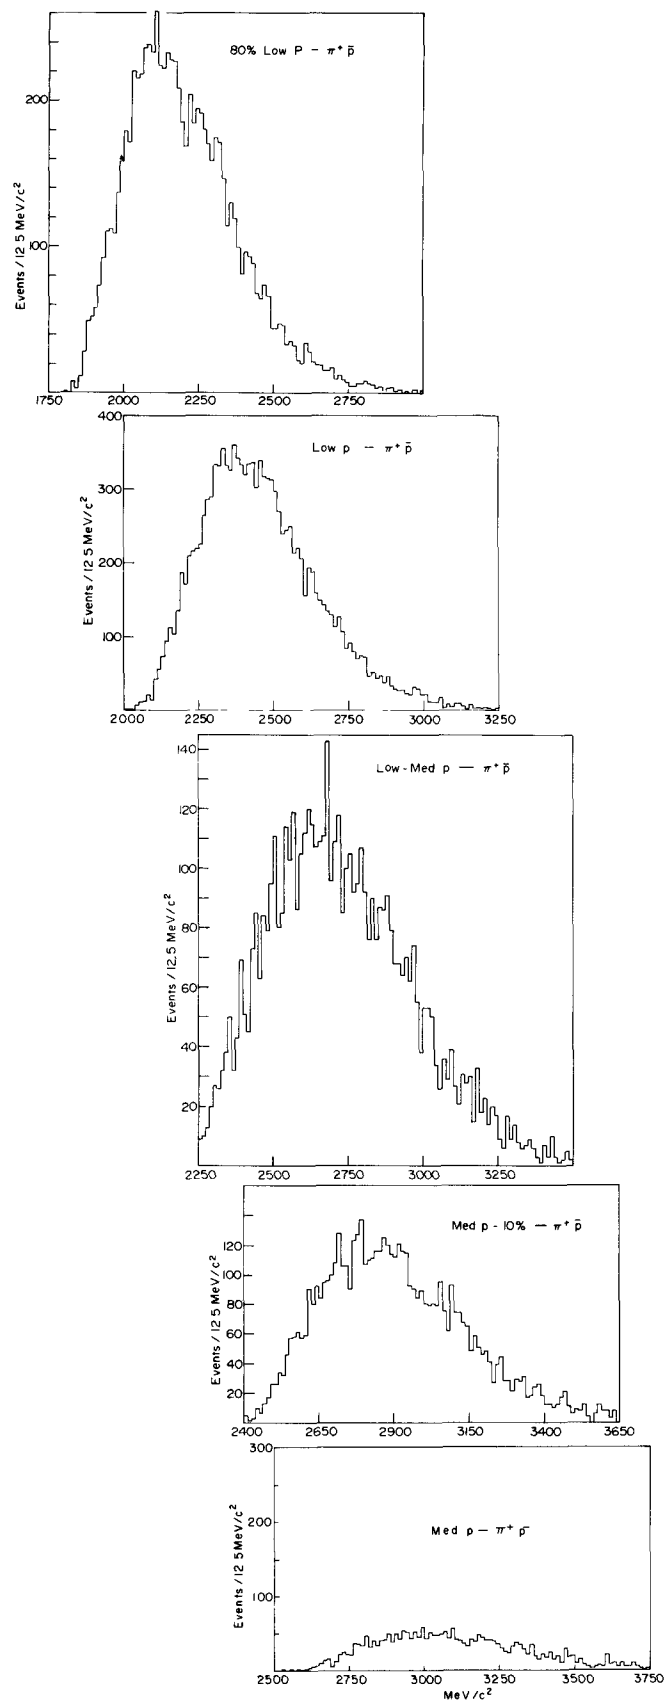 80% Low P – π⁺ p̄
200
100
Events / 12 5 MeV/c²
1750 2000 2250 2500 2750
Low p – π⁺ p̄
400
300
200
100
Events / 12 5 MeV/c²
2000 2250 2500 2750 3000 3250
Low-Med p — π⁺ p̄
140
120
100
80
60
40
20
Events / 12.5 MeV/c²
2250 2500 2750 3000 3250
Med p - 10% — π⁺ p̄
120
100
80
60
40
20
Events / 12 5 MeV/c²
2400 2650 2900 3150 3400 3650
Med p – π⁺ p⁻
300
200
100
Events / 12 5 MeV/c²
2500 2750 3000 3250 3500 3750
MeV/c²